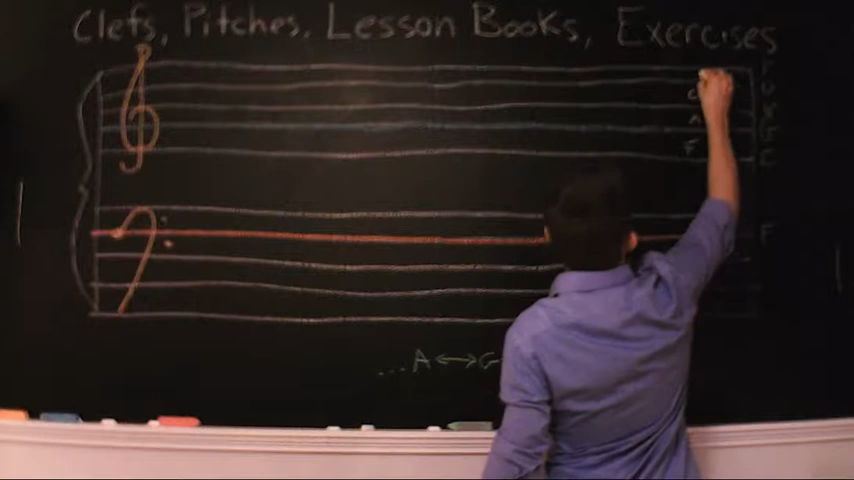 Clefs, Pitches, Lesson Books, Exercises
C
A
F
G
F
... A ↔ G